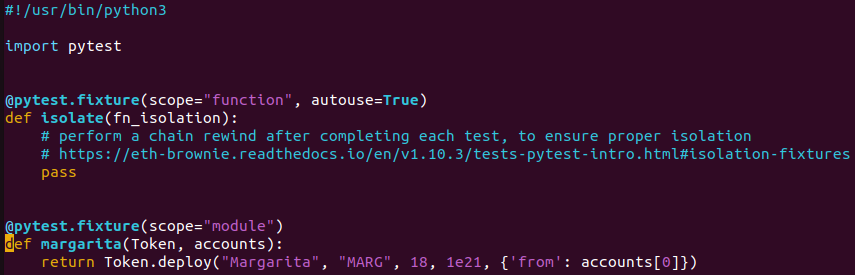 #!/usr/bin/python3
import pytest
@pytest.fixture(scope="function", autouse=True)
def isolate(fn_isolation):
    # perform a chain rewind after completing each test, to ensure proper isolation
    # https://eth-brownie.readthedocs.io/en/v1.10.3/tests-pytest-intro.html#isolation-fixtures
    pass
@pytest.fixture(scope="module")
def margarita(Token, accounts):
    return Token.deploy("Margarita", "MARG", 18, 1e21, {'from': accounts[0]})